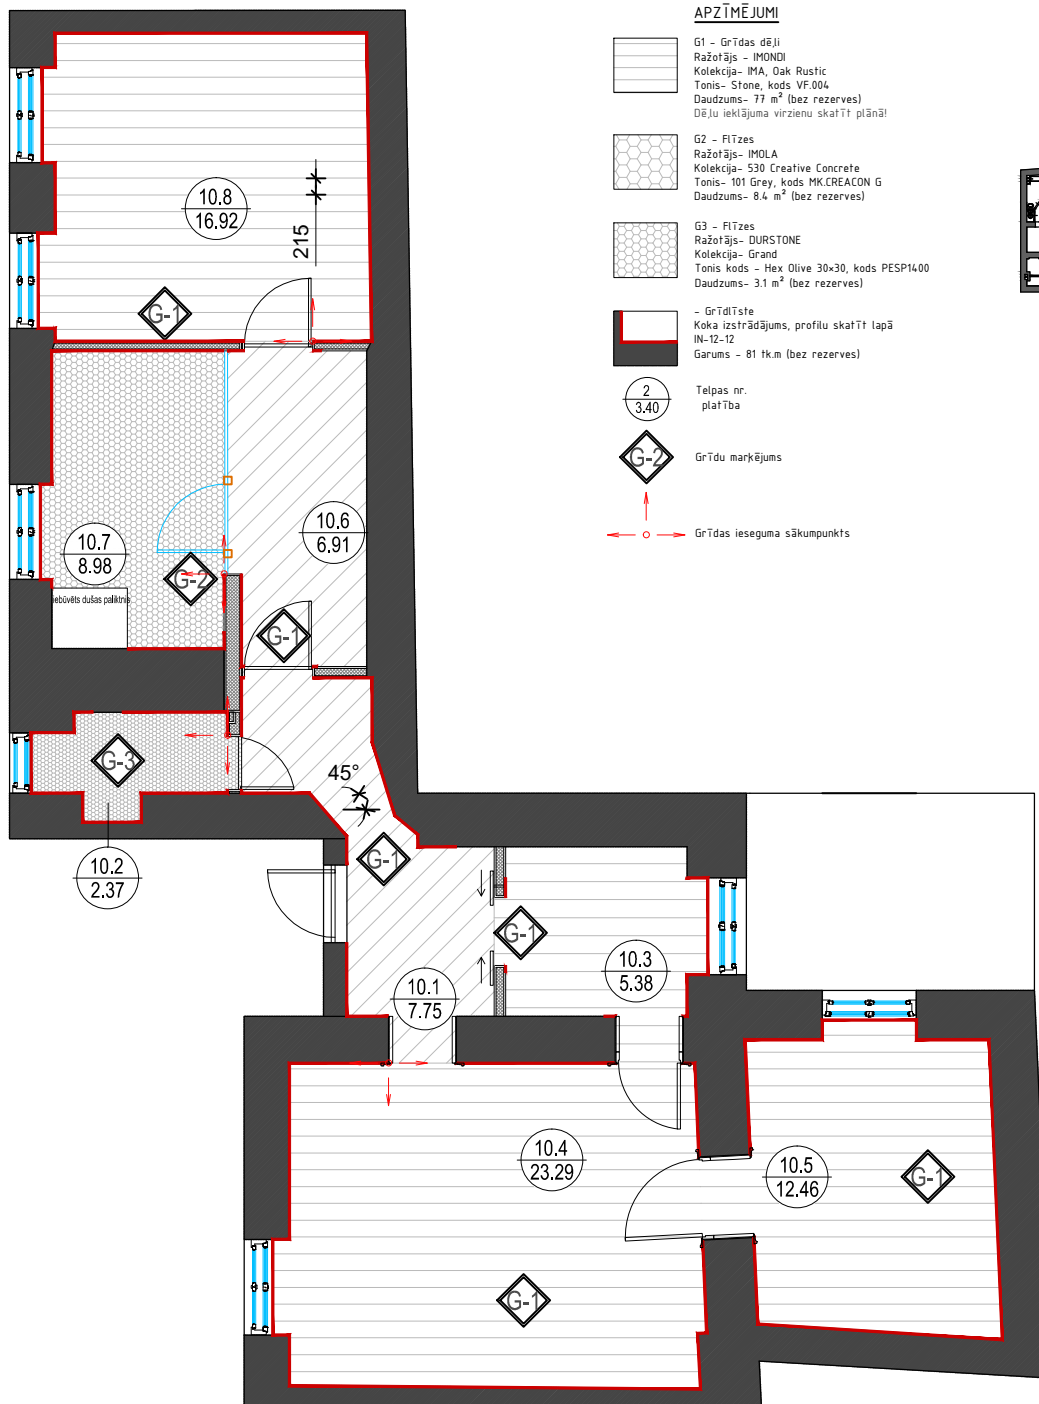 APZĪMĒJUMI
G1 - Grīdas dēļi
Ražotājs - IMONDI
Kolekcija- IMA, Oak Rustic
Tonis- Stone, kods VF.004
Daudzums- 77 m² (bez rezerves)
Dēļu ieklājuma virzienu skatīt plānā!
G2 - Flīzes
Ražotājs- IMOLA
Kolekcija- 530 Creative Concrete
Tonis- 101 Grey, kods MK.CREACON G
Daudzums- 8.4 m² (bez rezerves)
G3 - Flīzes
Ražotājs- DURSTONE
Kolekcija- Grand
Tonis kods - Hex Olive 30x30, kods PESP1400
Daudzums- 3.1 m² (bez rezerves)
- Grīdlīste
Koka izstrādājums, profilu skatīt lapā
IN-12-12
Garums - 81 tk.m (bez rezerves)
2
3.40
Telpas nr.
platība
G-2
Grīdu marķējums
Grīdas ieseguma sākumpunkts
10.8
16.92
215
G-1
10.6
6.91
10.7
8.98
G-2
iebūvēts dušas paliktnis
G-1
G-3
45°
10.2
2.37
G-1
G-1
10.3
5.38
10.1
7.75
10.4
23.29
10.5
12.46
G-1
G-1